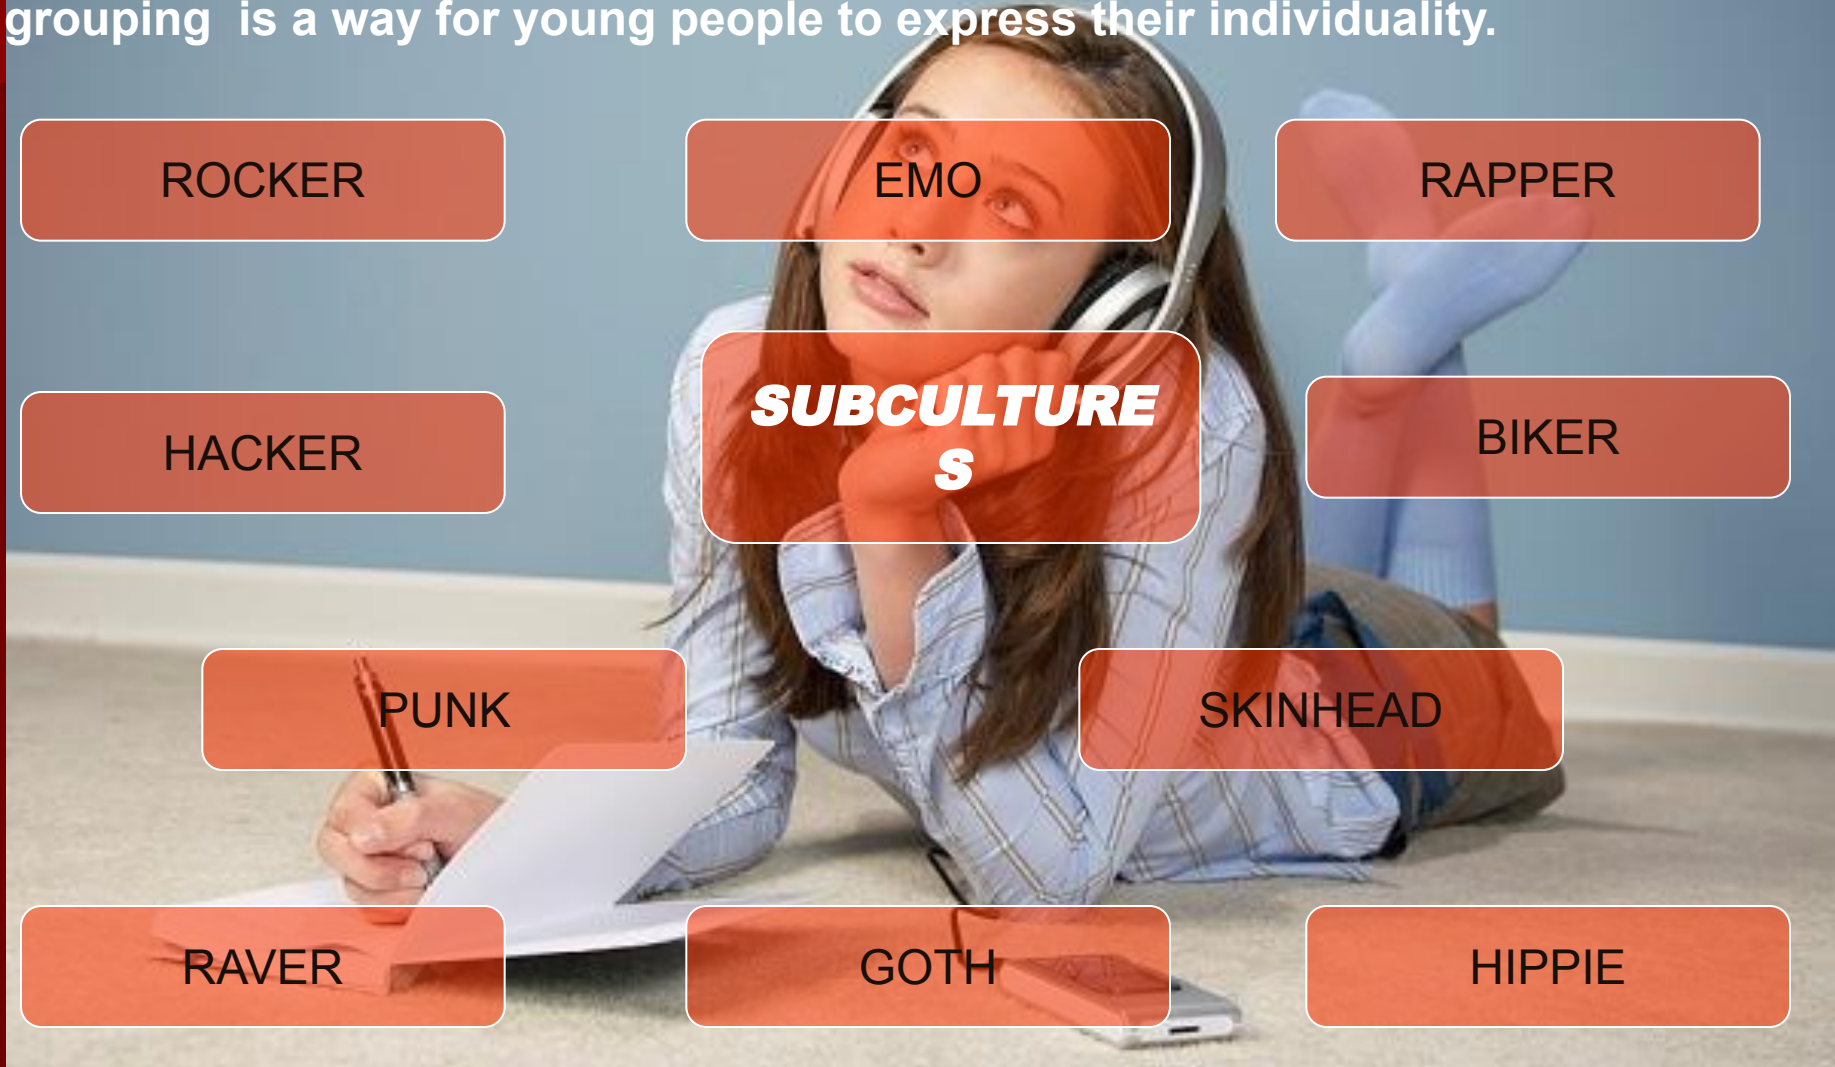 grouping  is a way for young people to express their individuality.
ROCKER
EMO
RAPPER
HACKER
SUBCULTURE
S
BIKER
PUNK
SKINHEAD
RAVER
GOTH
HIPPIE